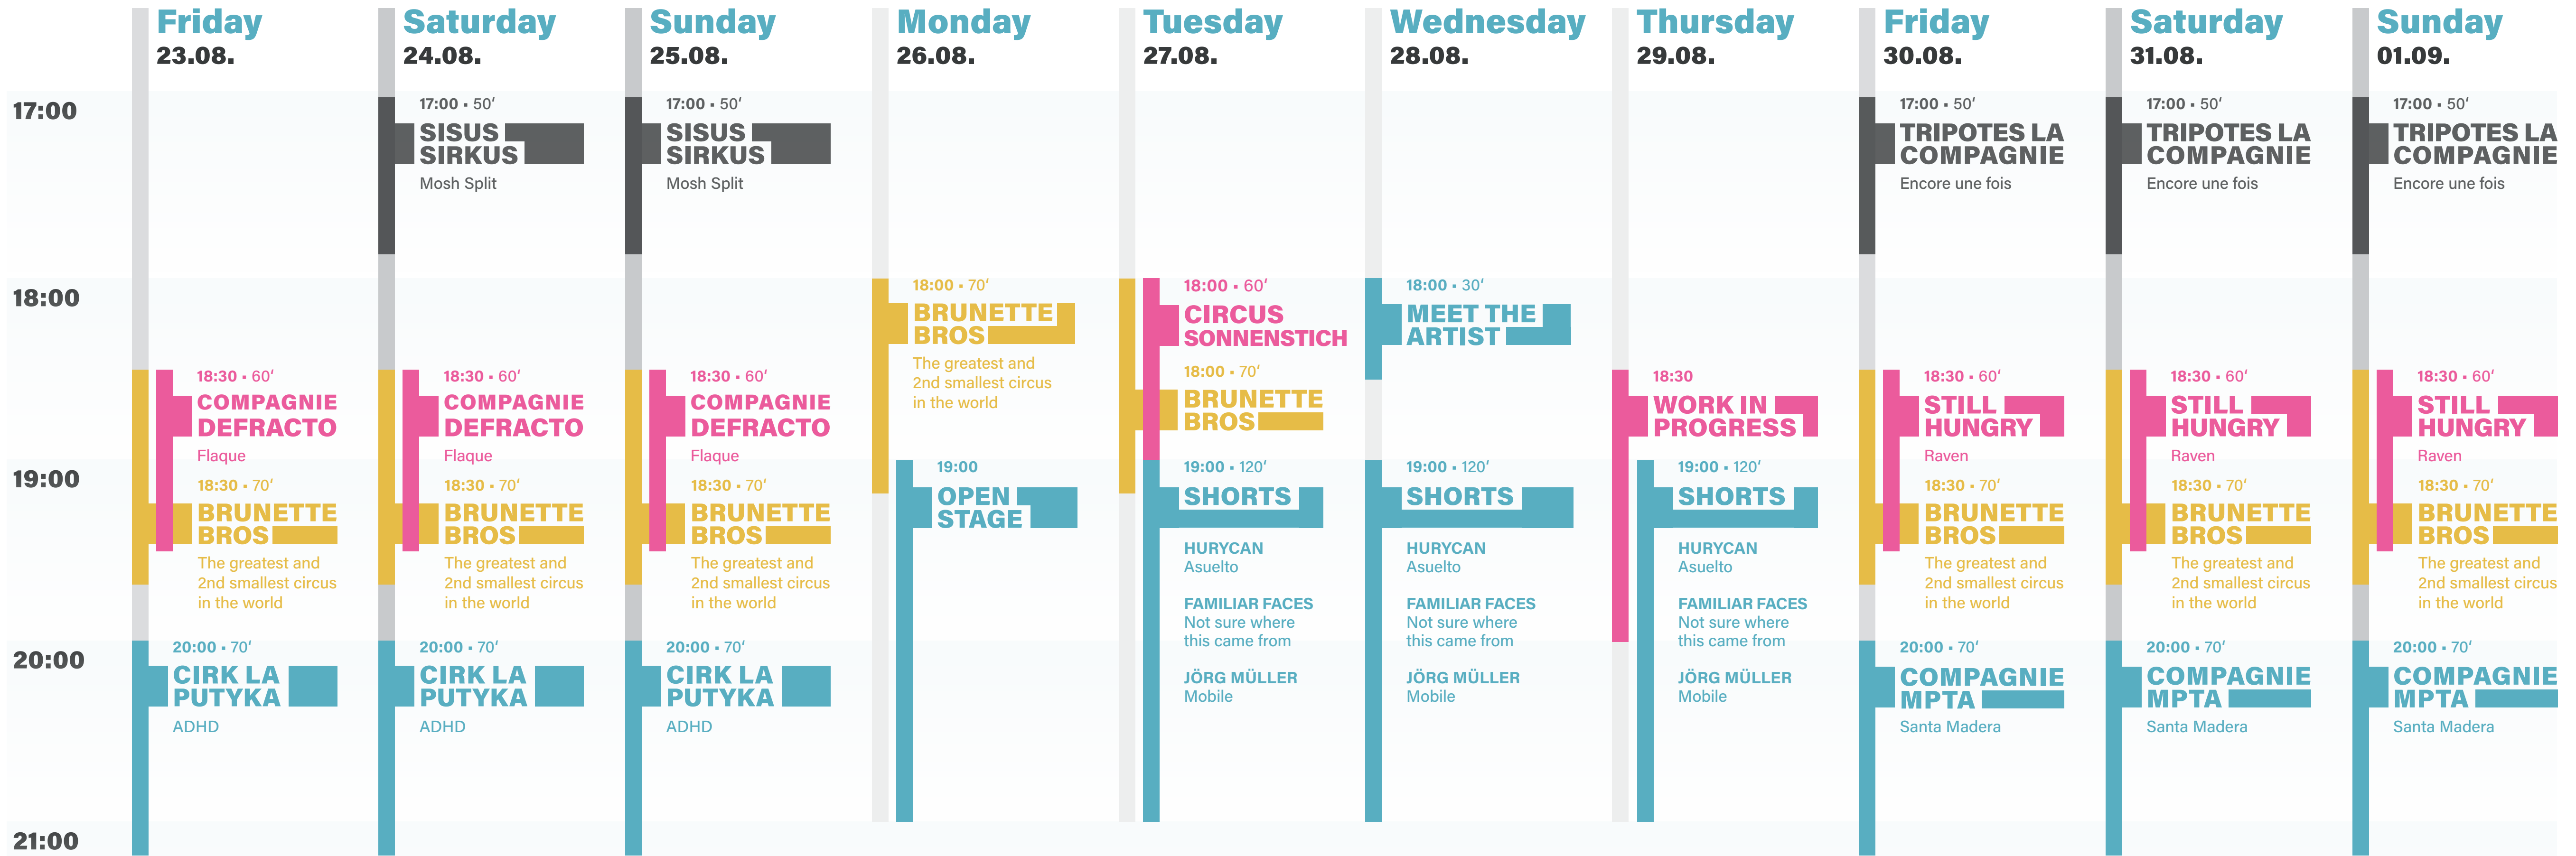 Friday
23.08.
Saturday
24.08.
Sunday
25.08.
Monday
26.08.
Tuesday
27.08.
Wednesday
28.08.
Thursday
29.08.
Friday
30.08.
Saturday
31.08.
Sunday
01.09.
17:00
18:00
19:00
20:00
21:00
18:30 ▪ 60‘
COMPAGNIE
DEFRACTO
Flaque
18:30 ▪ 70‘
BRUNETTE
BROS
The greatest and
2nd smallest circus
in the world
20:00 ▪ 70‘
CIRK LA
PUTYKA
ADHD
17:00 ▪ 50‘
SISUS
SIRKUS
Mosh Split
18:30 ▪ 60‘
COMPAGNIE
DEFRACTO
Flaque
18:30 ▪ 70‘
BRUNETTE
BROS
The greatest and
2nd smallest circus
in the world
20:00 ▪ 70‘
CIRK LA
PUTYKA
ADHD
17:00 ▪ 50‘
SISUS
SIRKUS
Mosh Split
18:30 ▪ 60‘
COMPAGNIE
DEFRACTO
Flaque
18:30 ▪ 70‘
BRUNETTE
BROS
The greatest and
2nd smallest circus
in the world
20:00 ▪ 70‘
CIRK LA
PUTYKA
ADHD
18:00 ▪ 70‘
BRUNETTE
BROS
The greatest and
2nd smallest circus
in the world
19:00
OPEN
STAGE
18:00 ▪ 60‘
CIRCUS
SONNENSTICH
18:00 ▪ 70‘
BRUNETTE
BROS
19:00 ▪ 120‘
SHORTS
HURYCAN
Asuelto
FAMILIAR FACES
Not sure where
this came from
JÖRG MÜLLER
Mobile
18:00 ▪ 30‘
MEET THE
ARTIST
19:00 ▪ 120‘
SHORTS
HURYCAN
Asuelto
FAMILIAR FACES
Not sure where
this came from
JÖRG MÜLLER
Mobile
18:30
WORK IN
PROGRESS
19:00 ▪ 120‘
SHORTS
HURYCAN
Asuelto
FAMILIAR FACES
Not sure where
this came from
JÖRG MÜLLER
Mobile
17:00 ▪ 50‘
TRIPOTES LA
COMPAGNIE
Encore une fois
18:30 ▪ 60‘
STILL
HUNGRY
Raven
18:30 ▪ 70‘
BRUNETTE
BROS
The greatest and
2nd smallest circus
in the world
20:00 ▪ 70‘
COMPAGNIE
MPTA
Santa Madera
17:00 ▪ 50‘
TRIPOTES LA
COMPAGNIE
Encore une fois
18:30 ▪ 60‘
STILL
HUNGRY
Raven
18:30 ▪ 70‘
BRUNETTE
BROS
The greatest and
2nd smallest circus
in the world
20:00 ▪ 70‘
COMPAGNIE
MPTA
Santa Madera
17:00 ▪ 50‘
TRIPOTES LA
COMPAGNIE
Encore une fois
18:30 ▪ 60‘
STILL
HUNGRY
Raven
18:30 ▪ 70‘
BRUNETTE
BROS
The greatest and
2nd smallest circus
in the world
20:00 ▪ 70‘
COMPAGNIE
MPTA
Santa Madera